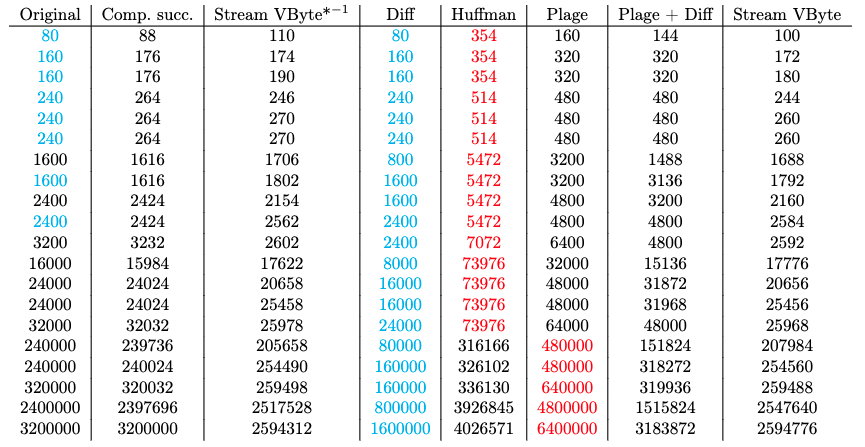 Original Comp. succ. Stream VByte*−1 Diff Huffman Plage Plage + Diff Stream VByte
80 88 110 80 354 160 144 100
160 176 174 160 354 320 320 172
160 176 190 160 354 320 320 180
240 264 246 240 514 480 480 244
240 264 270 240 514 480 480 260
240 264 270 240 514 480 480 260
1600 1616 1706 800 5472 3200 1488 1688
1600 1616 1802 1600 5472 3200 3136 1792
2400 2424 2154 1600 5472 4800 3200 2160
2400 2424 2562 2400 5472 4800 4800 2584
3200 3232 2602 2400 7072 6400 4800 2592
16000 15984 17622 8000 73976 32000 15136 17776
24000 24024 20658 16000 73976 48000 31872 20656
24000 24024 25458 16000 73976 48000 31968 25456
32000 32032 25978 24000 73976 64000 48000 25968
240000 239736 205658 80000 316166 480000 151824 207984
240000 240024 254490 160000 326102 480000 318272 254560
320000 320032 259498 160000 336130 640000 319936 259488
2400000 2397696 2517528 800000 3926845 4800000 1515824 2547640
3200000 3200000 2594312 1600000 4026571 6400000 3183872 2594776